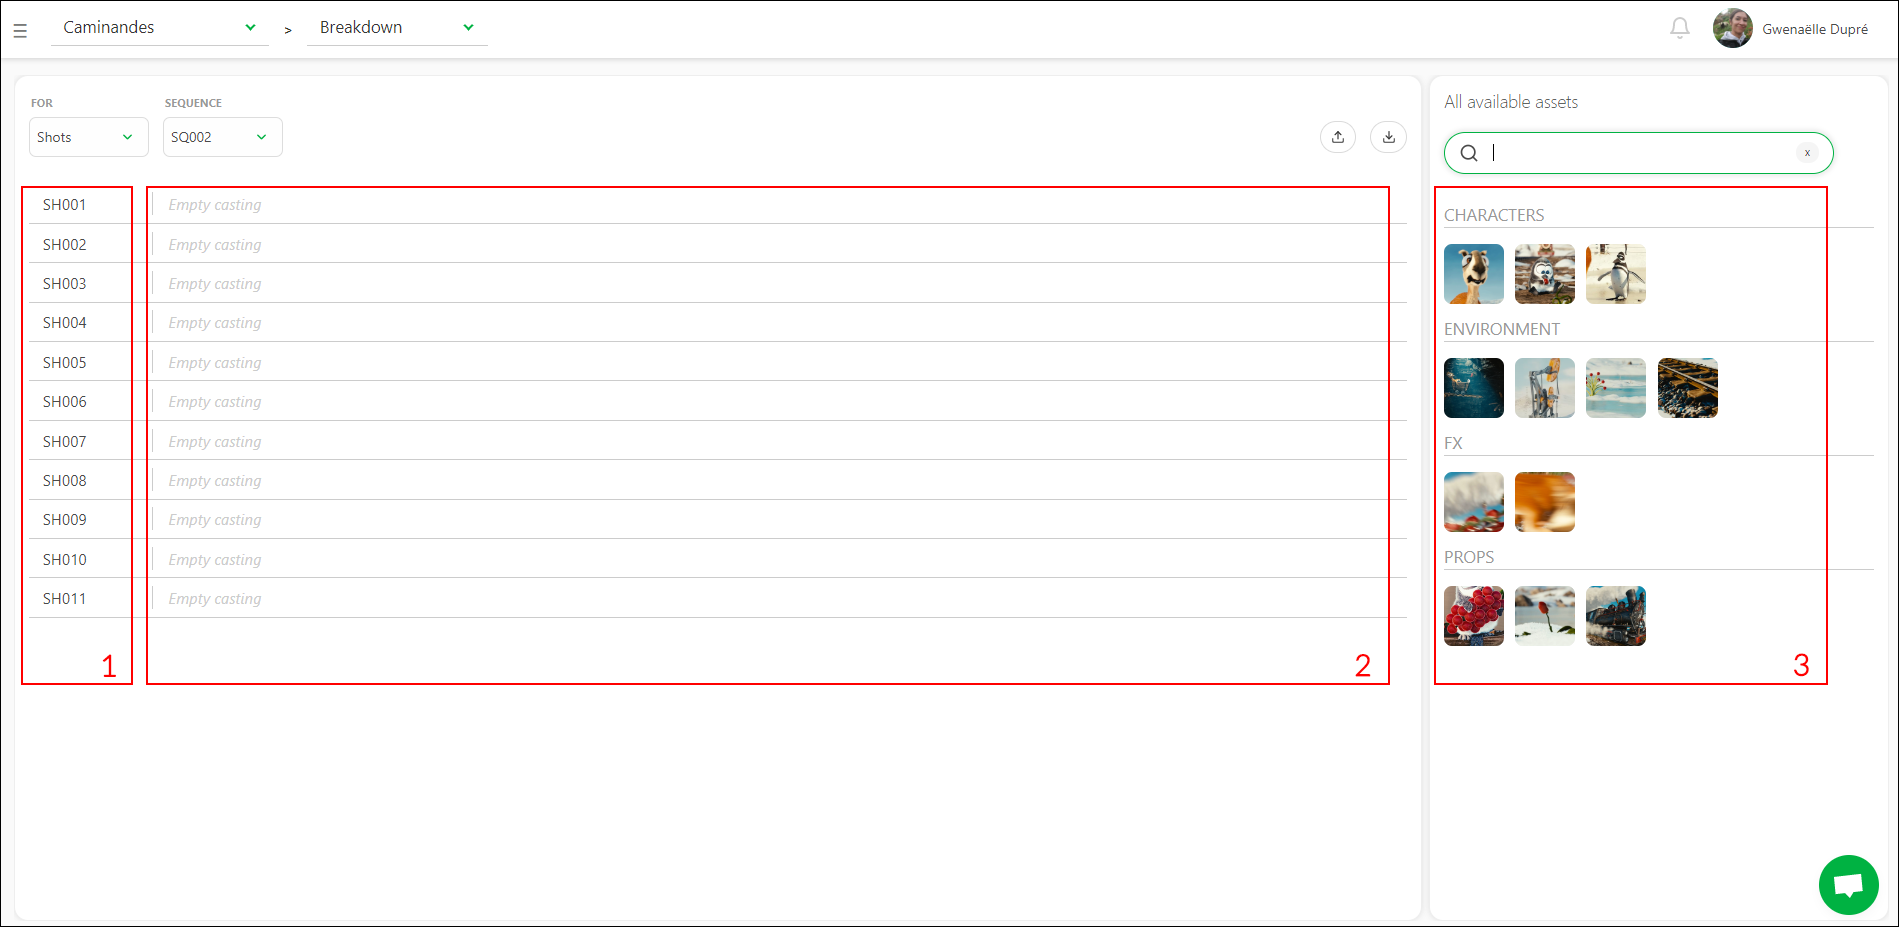 Caminandes > Breakdown Gwenaëlle Dupré
FOR SEQUENCE
Shots SQ002
SH001 Empty casting
SH002 Empty casting
SH003 Empty casting
SH004 Empty casting
SH005 Empty casting
SH006 Empty casting
SH007 Empty casting
SH008 Empty casting
SH009 Empty casting
SH010 Empty casting
SH011 Empty casting
1 2
All available assets
x
CHARACTERS
ENVIRONMENT
FX
PROPS
3